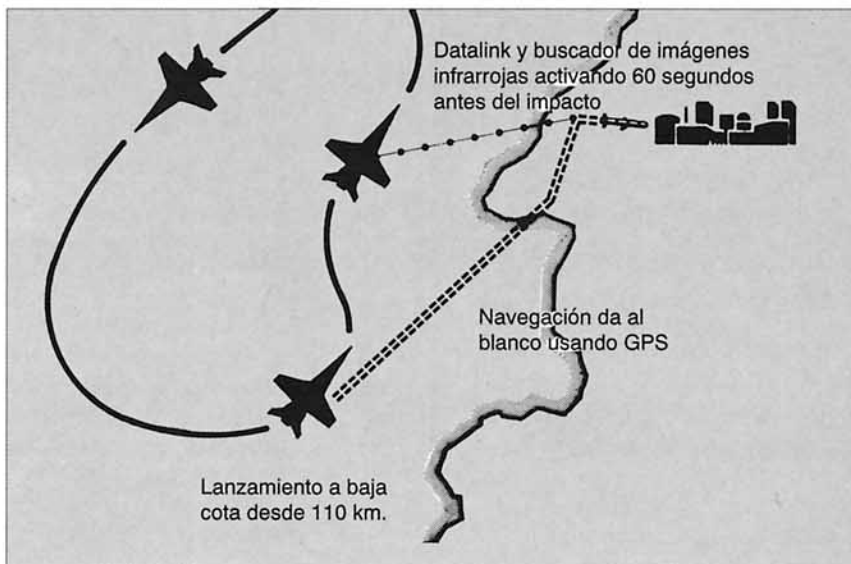 Datalink y buscador de imágenes
infrarrojas activando 60 segundos
antes del impacto
Navegación da al
blanco usando GPS
Lanzamiento a baja
cota desde 110 km.